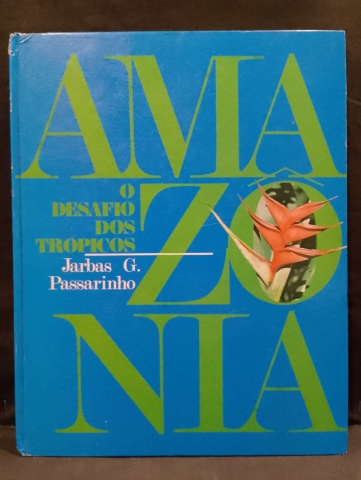 AMA
ZÔ
NIA
O
DESAFIO
DOS
TRÓPICOS
Jarbas G.
Passarinho